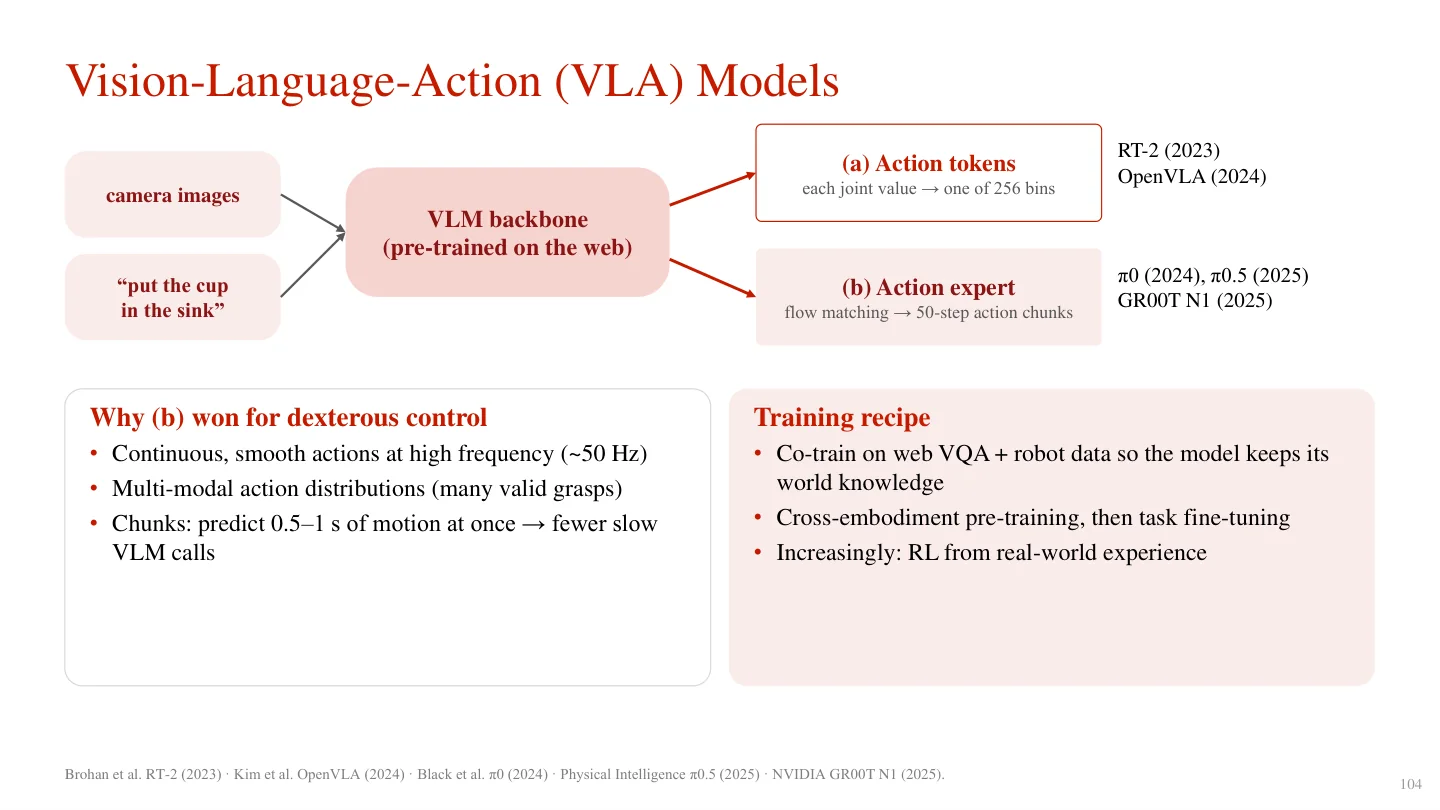 Vision-Language-Action (VLA) Models
camera images
“put the cup
in the sink”
VLM backbone
(pre-trained on the web)
(a) Action tokens
each joint value → one of 256 bins
RT-2 (2023)
OpenVLA (2024)
(b) Action expert
flow matching → 50-step action chunks
π0 (2024), π0.5 (2025)
GR00T N1 (2025)
Why (b) won for dexterous control
• Continuous, smooth actions at high frequency (~50 Hz)
• Multi-modal action distributions (many valid grasps)
• Chunks: predict 0.5–1 s of motion at once → fewer slow
VLM calls
Training recipe
• Co-train on web VQA + robot data so the model keeps its
world knowledge
• Cross-embodiment pre-training, then task fine-tuning
• Increasingly: RL from real-world experience
Brohan et al. RT-2 (2023) · Kim et al. OpenVLA (2024) · Black et al. π0 (2024) · Physical Intelligence π0.5 (2025) · NVIDIA GR00T N1 (2025).
104